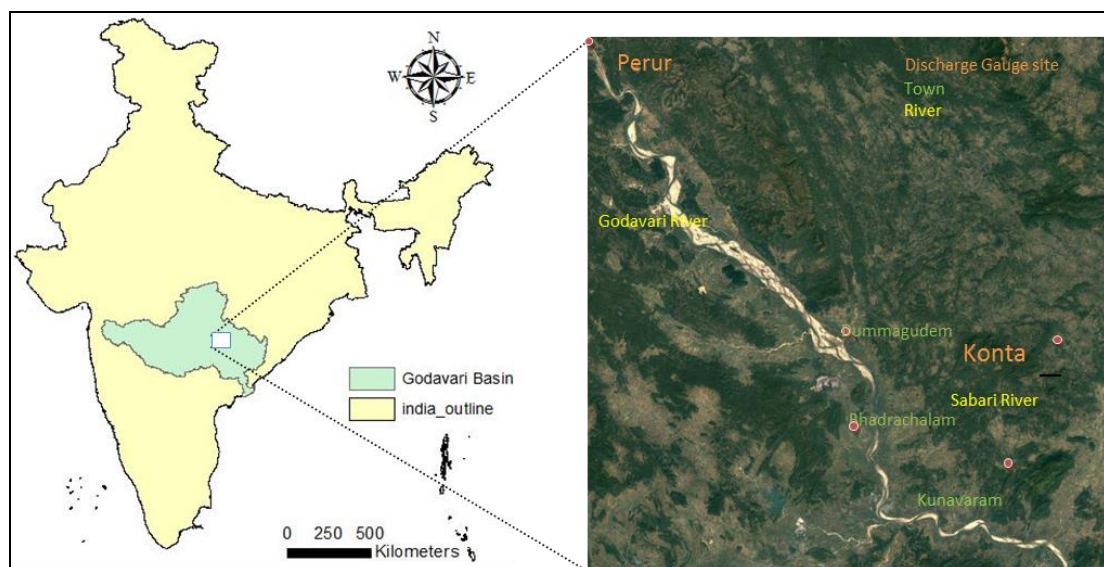 N
W
E
S
Godavari Basin
india_outline
0 250 500
Kilometers
Perur
Discharge Gauge site
Town
River
Godavari River
ummagudem
Konta
Sabari River
Bhadrachalam
Kunavaram